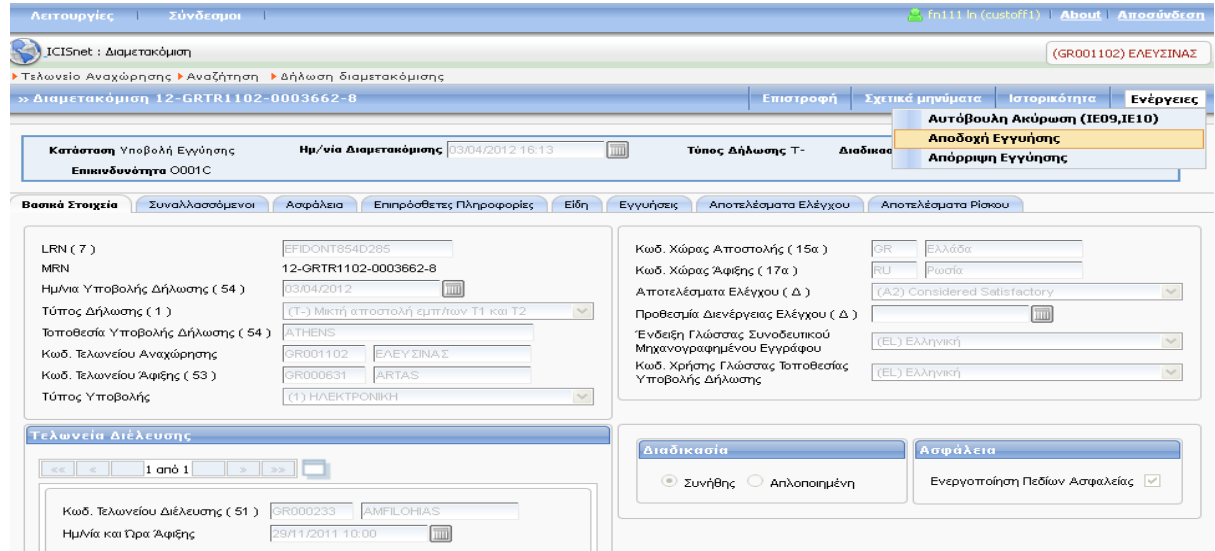 Λειτουργίες | Σύνδεσμοι | fn111 ln (custoff1) | About | Αποσύνδεση
ICISnet : Διαμετακόμιση (GR001102) ΕΛΕΥΣΙΝΑΣ
Τελωνείο Αναχώρησης Αναζήτηση Δήλωση διαμετακόμισης
» Διαμετακόμιση 12-GRTR1102-0003662-8 Επιστροφή Σχετικά μηνύματα Ιστορικότητα Ενέργειες
Αυτόβουλη Ακύρωση (IE09,IE10)
Αποδοχή Εγγυήσης
Απόρριψη Εγγύησης
Κατάσταση Υποβολή Εγγύησης Ημ/νία Διαμετακόμισης 03/04/2012 16:13 Τύπος Δήλωσης T- Διαδικασ
Επικινδυνότητα O001C
Βασικά Στοιχεία Συναλλασσόμενοι Ασφάλεια Επιπρόσθετες Πληροφορίες Είδη Εγγυήσεις Αποτελέσματα Ελέγχου Αποτελέσματα Ρίσκου
LRN ( 7 ) EFIDONT854D285
MRN 12-GRTR1102-0003662-8
Ημ/νια Υποβολής Δήλωσης ( 54 ) 03/04/2012
Τύπος Δήλωσης ( 1 ) (T-) Μικτή αποστολή εμπ/των T1 και T2
Τοποθεσία Υποβολής Δήλωσης ( 54 ) ATHENS
Κωδ. Τελωνείου Αναχώρησης GR001102 ΕΛΕΥΣΙΝΑΣ
Κωδ. Τελωνείου Άφιξης ( 53 ) GR000631 ARTAS
Τύπος Υποβολής (1) ΗΛΕΚΤΡΟΝΙΚΗ
Κωδ. Χώρας Αποστολής ( 15α ) GR Ελλάδα
Κωδ. Χώρας Άφιξης ( 17α ) RU Ρωσία
Αποτελέσματα Ελέγχου ( Δ ) (A2) Considered Satisfactory
Προθεσμία Διενέργειας Ελέγχου ( Δ )
Ένδειξη Γλώσσας Συνοδευτικού
Μηχανογραφημένου Εγγράφου (EL) Ελληνική
Κωδ. Χρήσης Γλώσσας Τοποθεσίας
Υποβολής Δήλωσης (EL) Ελληνική
Τελωνεία Διέλευσης
<< < 1 από 1 > >>
Κωδ. Τελωνείου Διέλευσης ( 51 ) GR000233 AMFILOHIAS
Ημ/νία και Ώρα Άφιξης 29/11/2011 10:00
Διαδικασία
Συνήθης Απλοποιημένη
Ασφάλεια
Ενεργοποίηση Πεδίων Ασφαλείας